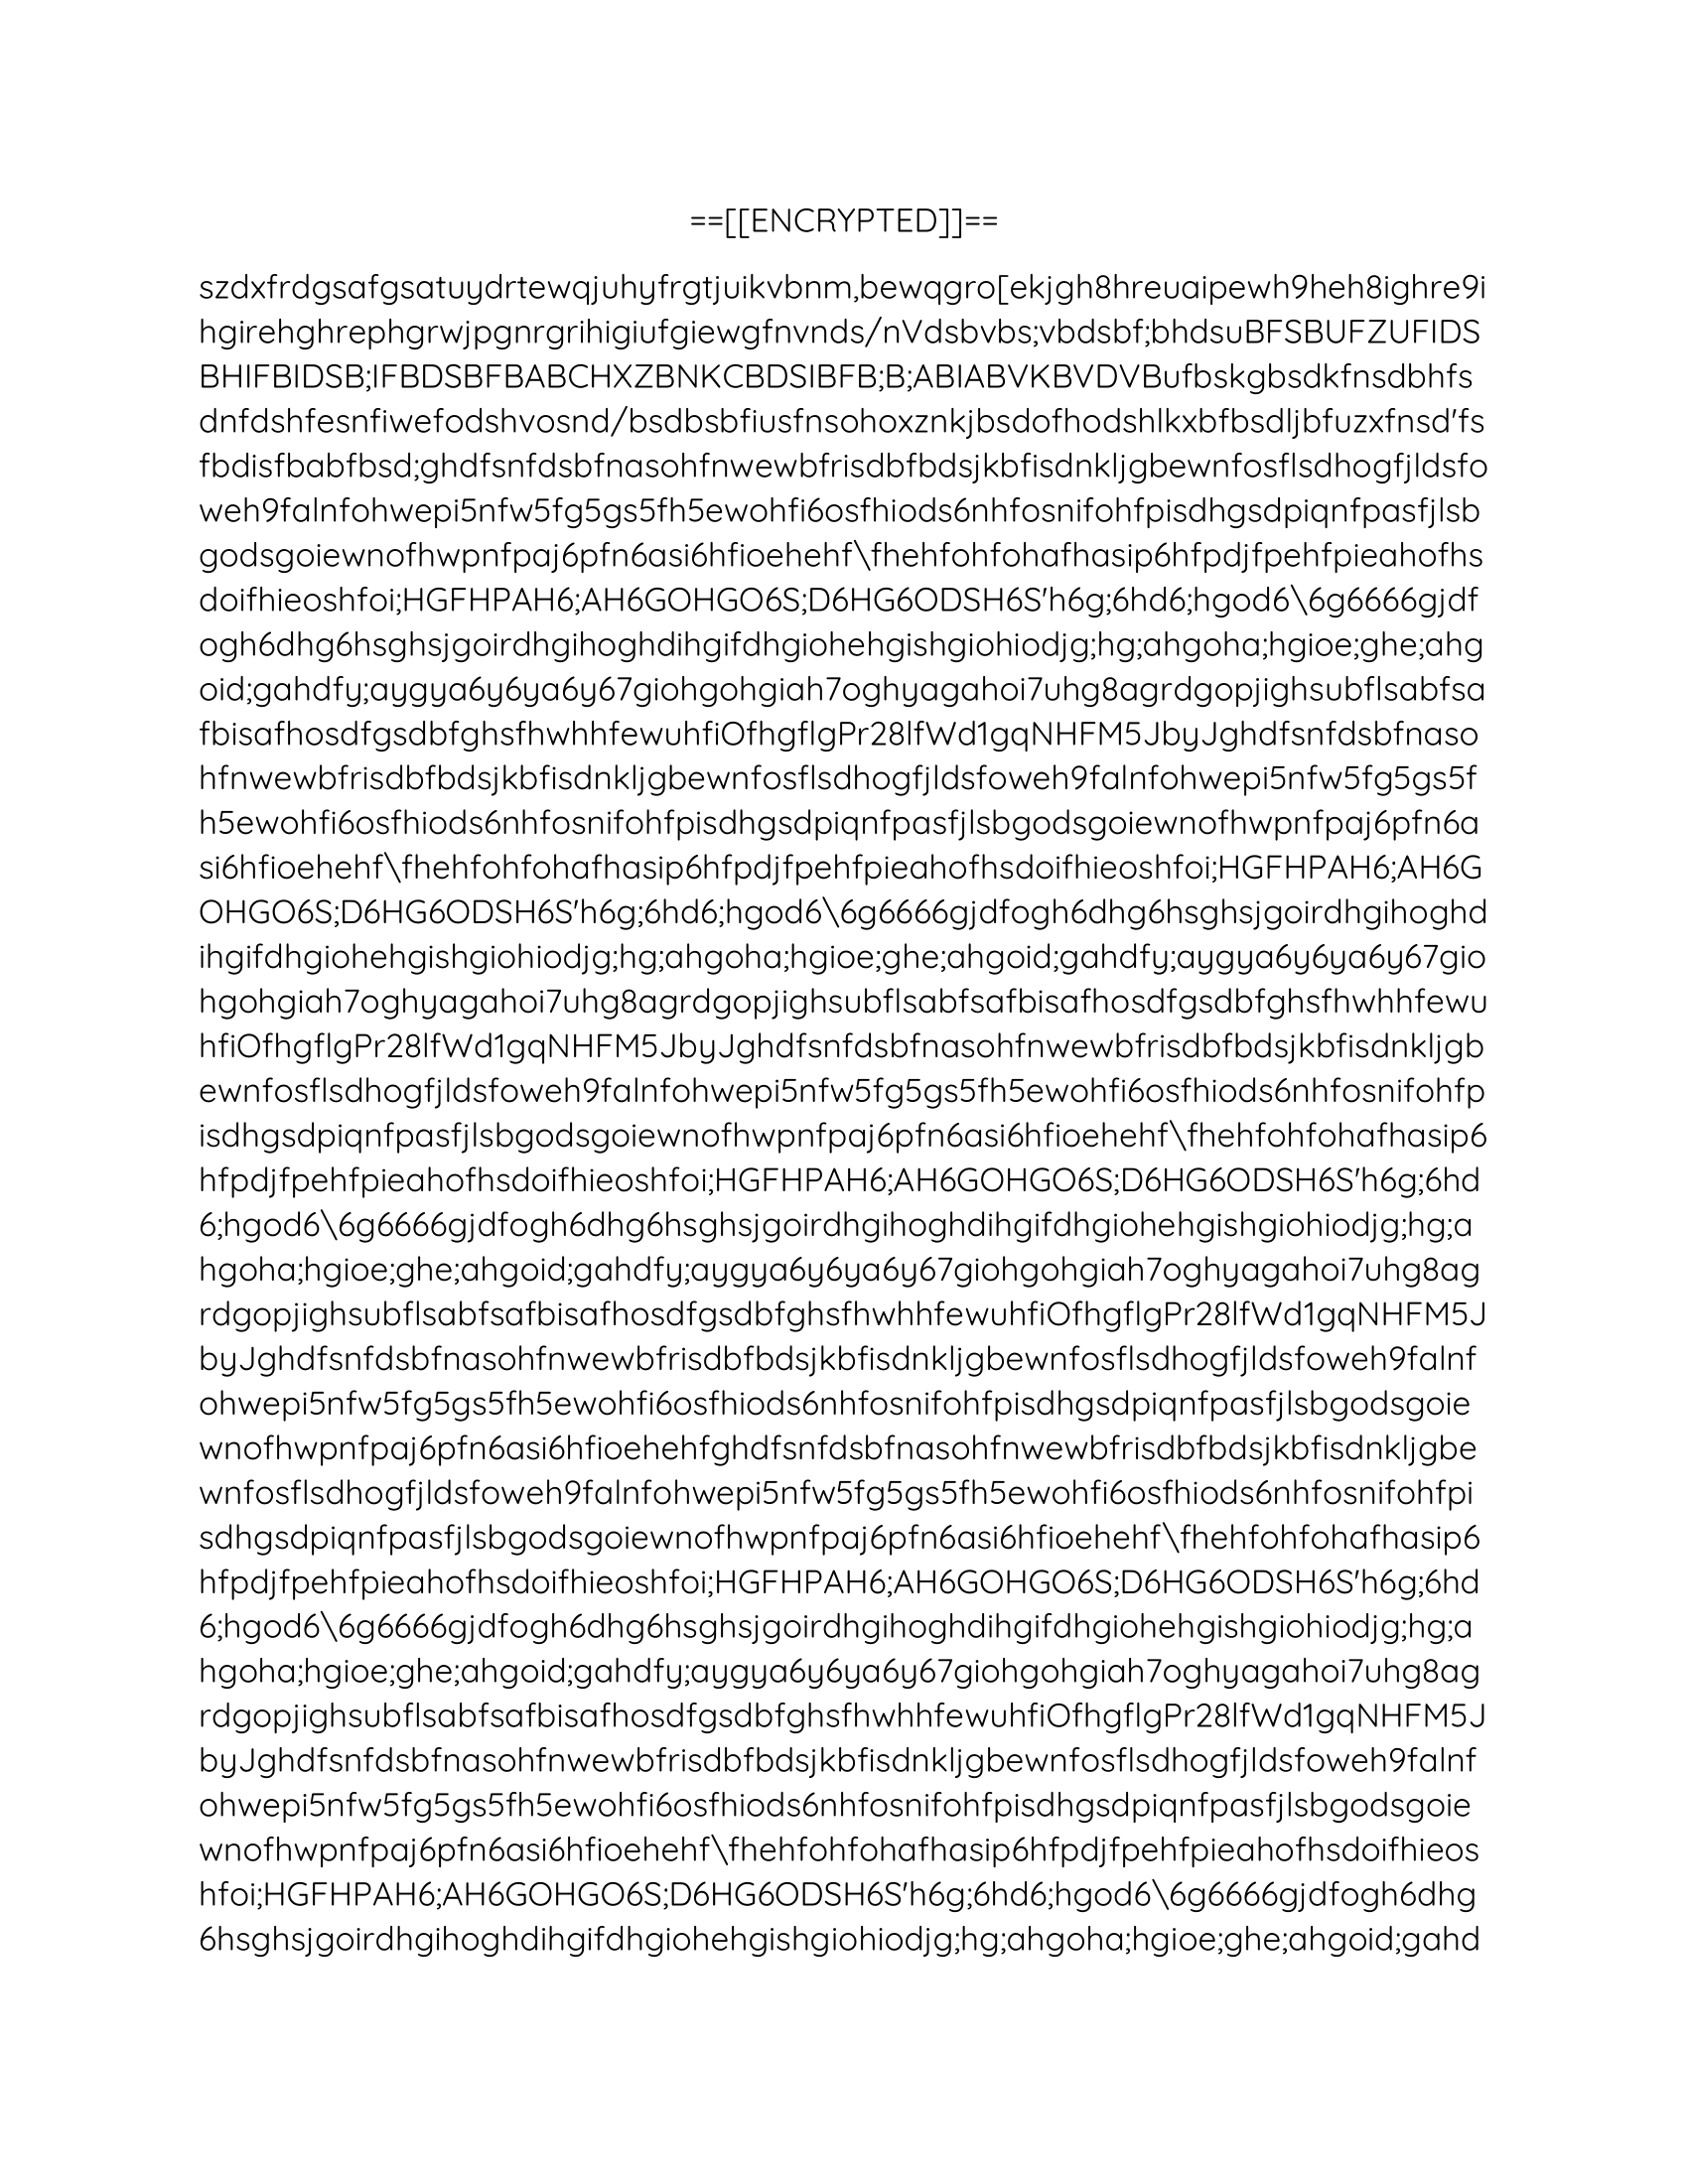 ==[[ENCRYPTED]]==
szdxfrdgsafgsatuydrtewqjuhyfrgtjuikvbnm,bewqgro[ekjgh8hreuaipewh9heh8ighre9i
hgirehghrephgrwjpgnrgrihigiufgiewgfnvnds/nVdsbvbs;vbdsbf;bhdsuBFSBUFZUFIDS
BHIFBIDSB;IFBDSBFBABCHXZBNKCBDSIBFB;B;ABIABVKBVDVBufbskgbsdkfnsdbhfs
dnfdshfesnfiwefodshvosnd/bsdbsbfiusfnsohoxznkjbsdofhodshlkxbfbsdljbfuzxfnsd'fs
fbdisfbabfbsd;ghdfsnfdsbfnasohfnwewbfrisdbfbdsjkbfisdnkljgbewnfosflsdhogfjldsfo
weh9falnfohwepi5nfw5fg5gs5fh5ewohfi6osfhiods6nhfosnifohfpisdhgsdpiqnfpasfjlsb
godsgoiewnofhwpnfpaj6pfn6asi6hfioehehf\fhehfohfohafhasip6hfpdjfpehfpieahofhs
doifhieoshfoi;HGFHPAH6;AH6GOHGO6S;D6HG6ODSH6S'h6g;6hd6;hgod6\6g6666gjdf
ogh6dhg6hsghsjgoirdhgihoghdihgifdhgiohehgishgiohiodjg;hg;ahgoha;hgioe;ghe;ahg
oid;gahdfy;aygya6y6ya6y67giohgohgiah7oghyagahoi7uhg8agrdgopjighsubflsabfsa
fbisafhosdfgsdbfghsfhwhhfewuhfiOfhgflgPr28lfWd1gqNHFM5JbyJghdfsnfdsbfnaso
hfnwewbfrisdbfbdsjkbfisdnkljgbewnfosflsdhogfjldsfoweh9falnfohwepi5nfw5fg5gs5f
h5ewohfi6osfhiods6nhfosnifohfpisdhgsdpiqnfpasfjlsbgodsgoiewnofhwpnfpaj6pfn6a
si6hfioehehf\fhehfohfohafhasip6hfpdjfpehfpieahofhsdoifhieoshfoi;HGFHPAH6;AH6G
OHGO6S;D6HG6ODSH6S'h6g;6hd6;hgod6\6g6666gjdfogh6dhg6hsghsjgoirdhgihoghd
ihgifdhgiohehgishgiohiodjg;hg;ahgoha;hgioe;ghe;ahgoid;gahdfy;aygya6y6ya6y67gio
hgohgiah7oghyagahoi7uhg8agrdgopjighsubflsabfsafbisafhosdfgsdbfghsfhwhhfewu
hfiOfhgflgPr28lfWd1gqNHFM5JbyJghdfsnfdsbfnasohfnwewbfrisdbfbdsjkbfisdnkljgb
ewnfosflsdhogfjldsfoweh9falnfohwepi5nfw5fg5gs5fh5ewohfi6osfhiods6nhfosnifohfp
isdhgsdpiqnfpasfjlsbgodsgoiewnofhwpnfpaj6pfn6asi6hfioehehf\fhehfohfohafhasip6
hfpdjfpehfpieahofhsdoifhieoshfoi;HGFHPAH6;AH6GOHGO6S;D6HG6ODSH6S'h6g;6hd
6;hgod6\6g6666gjdfogh6dhg6hsghsjgoirdhgihoghdihgifdhgiohehgishgiohiodjg;hg;a
hgoha;hgioe;ghe;ahgoid;gahdfy;aygya6y6ya6y67giohgohgiah7oghyagahoi7uhg8ag
rdgopjighsubflsabfsafbisafhosdfgsdbfghsfhwhhfewuhfiOfhgflgPr28lfWd1gqNHFM5J
byJghdfsnfdsbfnasohfnwewbfrisdbfbdsjkbfisdnkljgbewnfosflsdhogfjldsfoweh9falnf
ohwepi5nfw5fg5gs5fh5ewohfi6osfhiods6nhfosnifohfpisdhgsdpiqnfpasfjlsbgodsgoie
wnofhwpnfpaj6pfn6asi6hfioehehfghdfsnfdsbfnasohfnwewbfrisdbfbdsjkbfisdnkljgbe
wnfosflsdhogfjldsfoweh9falnfohwepi5nfw5fg5gs5fh5ewohfi6osfhiods6nhfosnifohfpi
sdhgsdpiqnfpasfjlsbgodsgoiewnofhwpnfpaj6pfn6asi6hfioehehf\fhehfohfohafhasip6
hfpdjfpehfpieahofhsdoifhieoshfoi;HGFHPAH6;AH6GOHGO6S;D6HG6ODSH6S'h6g;6hd
6;hgod6\6g6666gjdfogh6dhg6hsghsjgoirdhgihoghdihgifdhgiohehgishgiohiodjg;hg;a
hgoha;hgioe;ghe;ahgoid;gahdfy;aygya6y6ya6y67giohgohgiah7oghyagahoi7uhg8ag
rdgopjighsubflsabfsafbisafhosdfgsdbfghsfhwhhfewuhfiOfhgflgPr28lfWd1gqNHFM5J
byJghdfsnfdsbfnasohfnwewbfrisdbfbdsjkbfisdnkljgbewnfosflsdhogfjldsfoweh9falnf
ohwepi5nfw5fg5gs5fh5ewohfi6osfhiods6nhfosnifohfpisdhgsdpiqnfpasfjlsbgodsgoie
wnofhwpnfpaj6pfn6asi6hfioehehf\fhehfohfohafhasip6hfpdjfpehfpieahofhsdoifhieos
hfoi;HGFHPAH6;AH6GOHGO6S;D6HG6ODSH6S'h6g;6hd6;hgod6\6g6666gjdfogh6dhg
6hsghsjgoirdhgihoghdihgifdhgiohehgishgiohiodjg;hg;ahgoha;hgioe;ghe;ahgoid;gahd